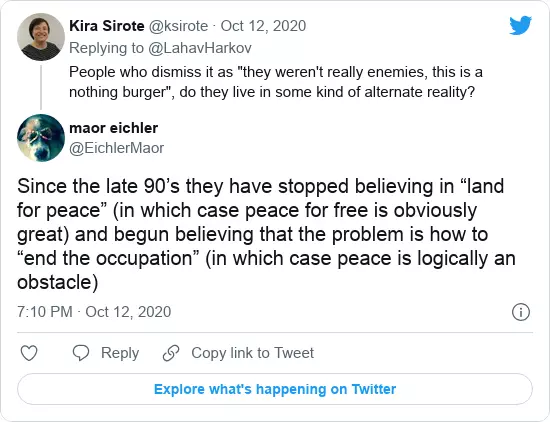 Kira Sirote @ksirote · Oct 12, 2020
Replying to @LahavHarkov
People who dismiss it as "they weren't really enemies, this is a
nothing burger", do they live in some kind of alternate reality?
maor eichler
@EichlerMaor
Since the late 90’s they have stopped believing in “land
for peace” (in which case peace for free is obviously
great) and begun believing that the problem is how to
“end the occupation” (in which case peace is logically an
obstacle)
7:10 PM · Oct 12, 2020
Reply
Copy link to Tweet
Explore what's happening on Twitter